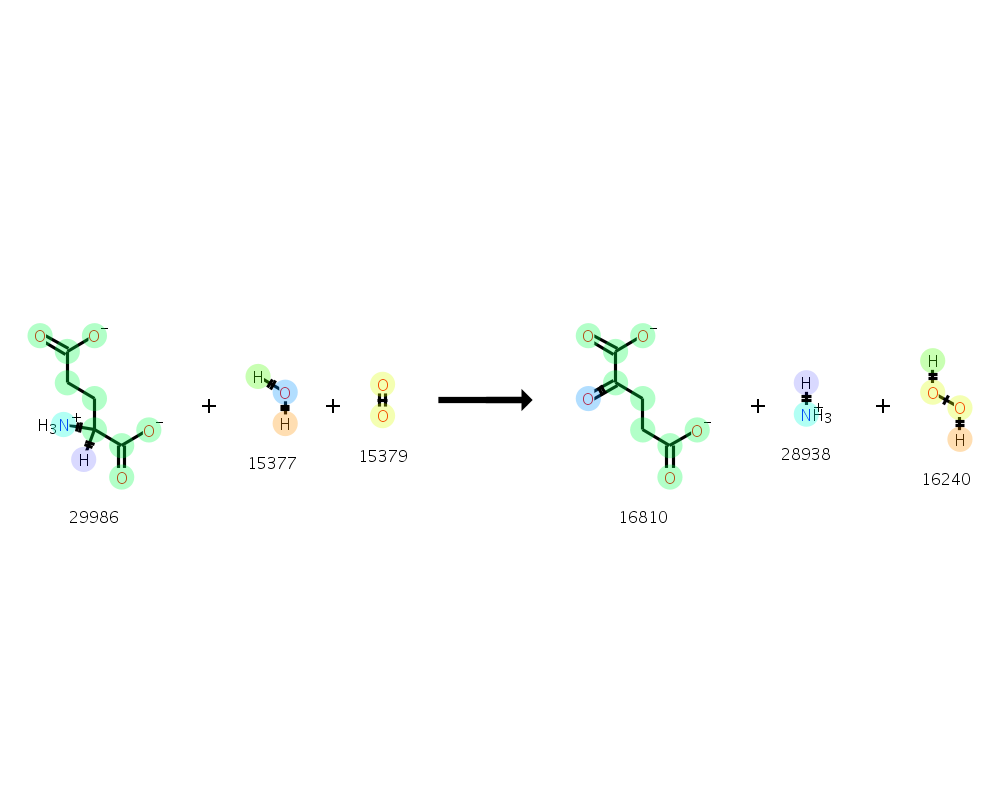 O O⁻ H O O O O⁻ H H
H₃N⁺ O⁻ + O + O + O + NH₃⁺ + O O
H O H O O⁻ O H
29986 15377 15379 16810 28938 16240